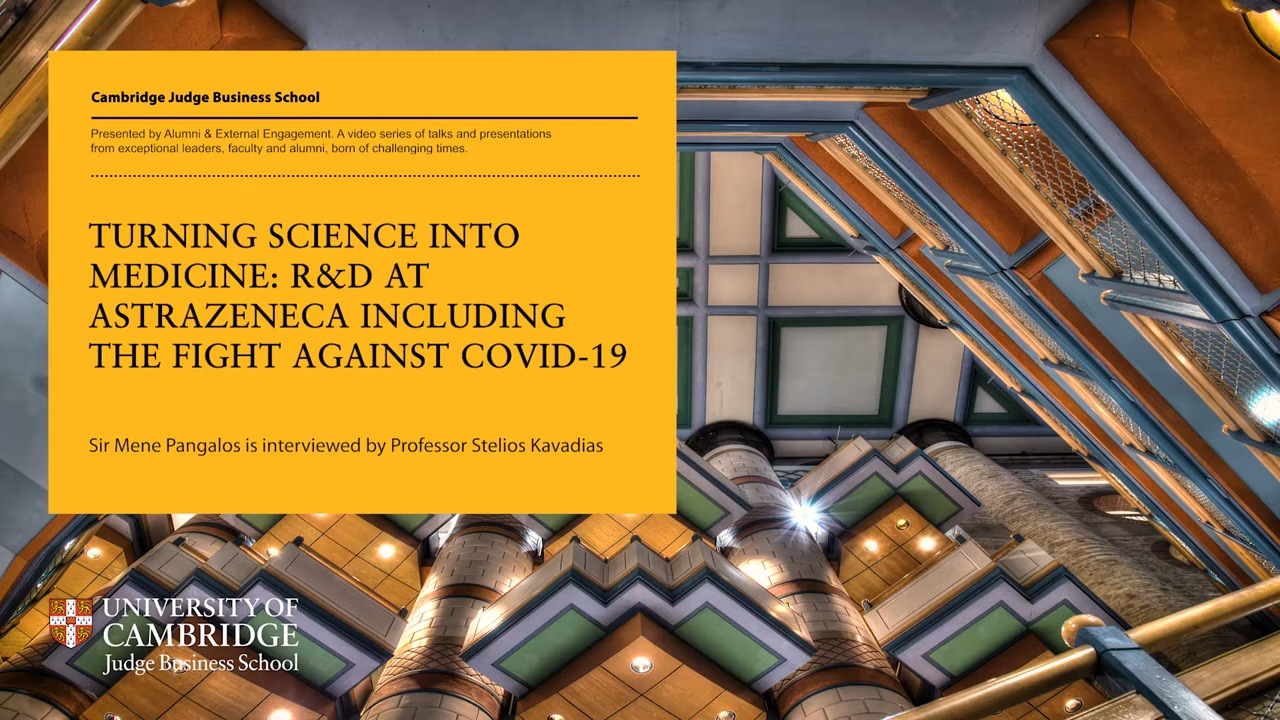 Cambridge Judge Business School
Presented by Alumni & External Engagement. A video series of talks and presentations
from exceptional leaders, faculty and alumni, born of challenging times.
TURNING SCIENCE INTO
MEDICINE: R&D AT
ASTRAZENECA INCLUDING
THE FIGHT AGAINST COVID-19
Sir Mene Pangalos is interviewed by Professor Stelios Kavadias
UNIVERSITY OF
CAMBRIDGE
Judge Business School